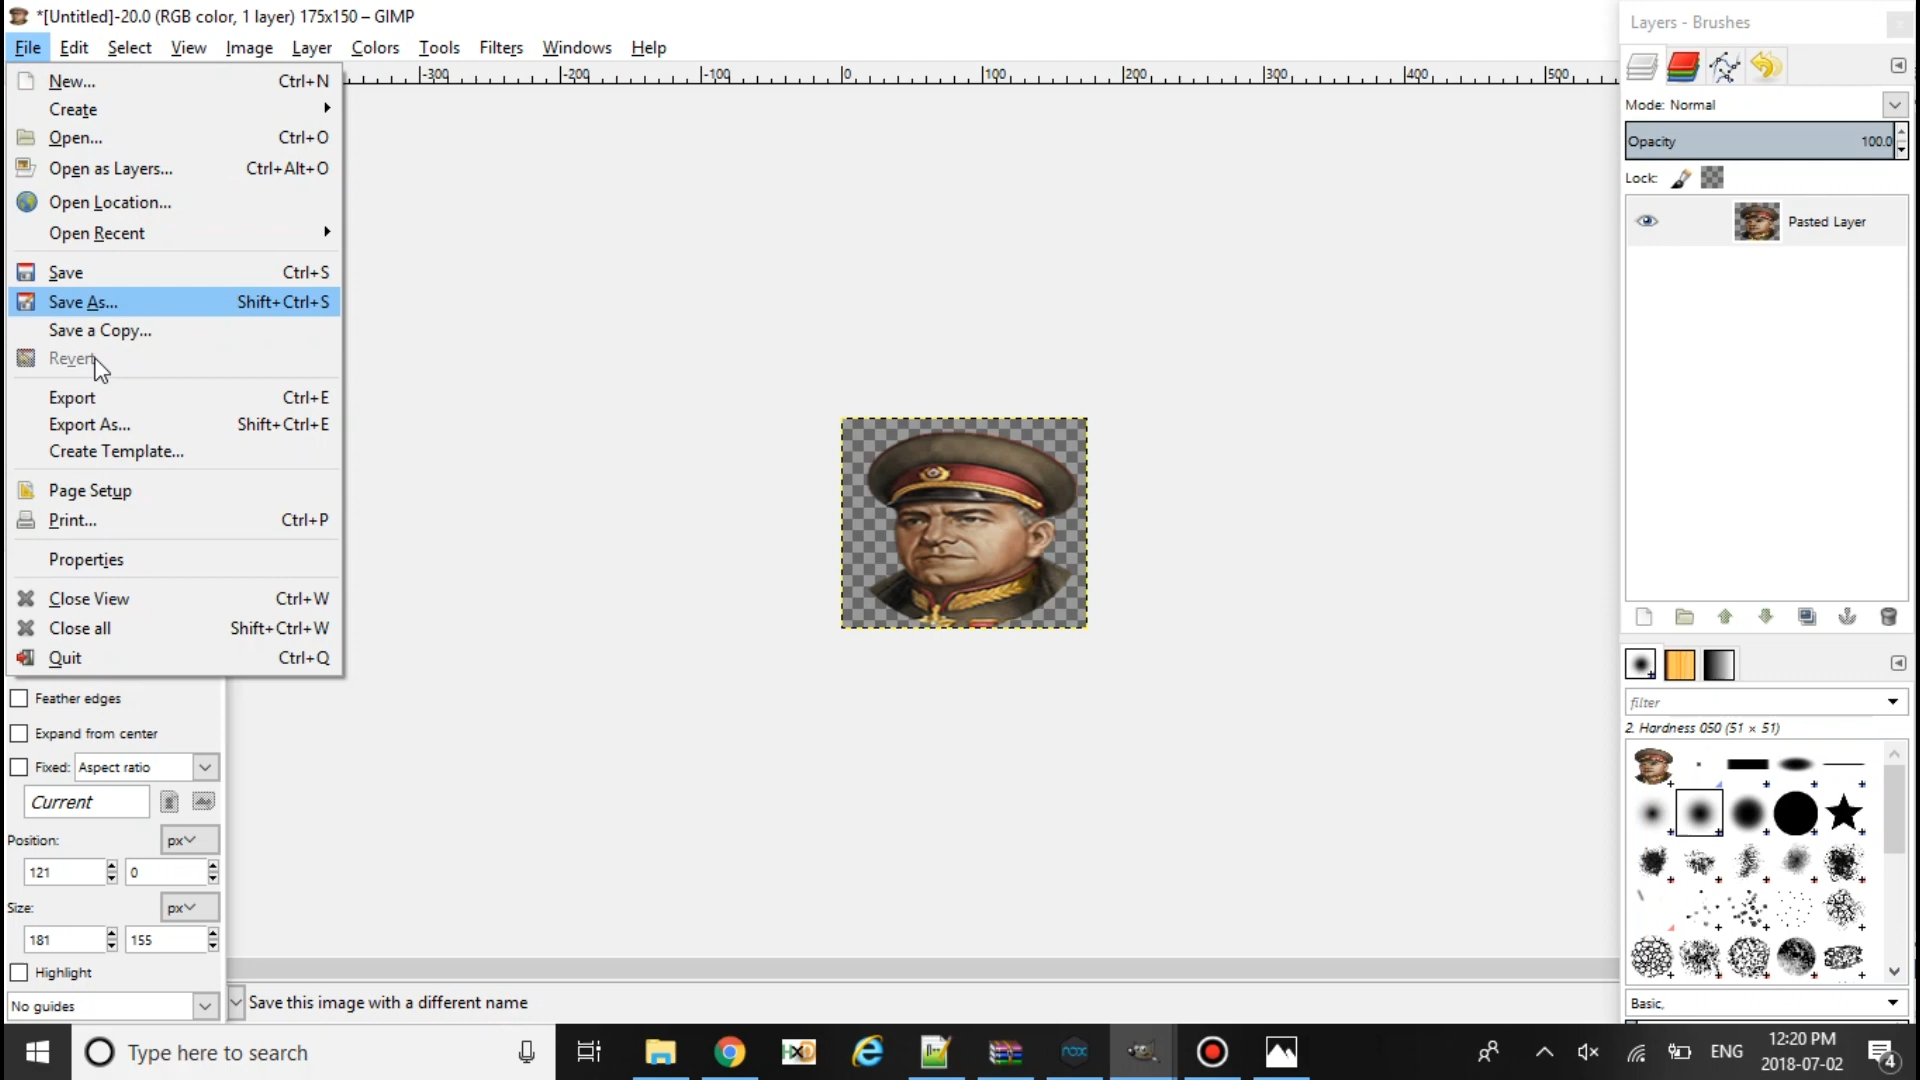 *[Untitled]-20.0 (RGB color, 1 layer) 175x150 – GIMP
File Edit Select View Image Layer Colors Tools Filters Windows Help
New... Ctrl+N
Create
Open... Ctrl+O
Open as Layers... Ctrl+Alt+O
Open Location...
Open Recent
Save Ctrl+S
Save As... Shift+Ctrl+S
Save a Copy...
Revert
Export Ctrl+E
Export As... Shift+Ctrl+E
Create Template...
Page Setup
Print... Ctrl+P
Properties
Close View Ctrl+W
Close all Shift+Ctrl+W
Quit Ctrl+Q
Feather edges
Expand from center
Fixed: Aspect ratio
Current
Position: px
121 0
Size: px
181 155
Highlight
No guides
-300 -200 -100 0 100 200 300 400 500
Save this image with a different name
Layers - Brushes
Mode: Normal
Opacity 100.0
Lock:
Pasted Layer
filter
2. Hardness 050 (51 × 51)
Basic,
Type here to search
HXD
nox
ENG
12:20 PM
2018-07-02
4